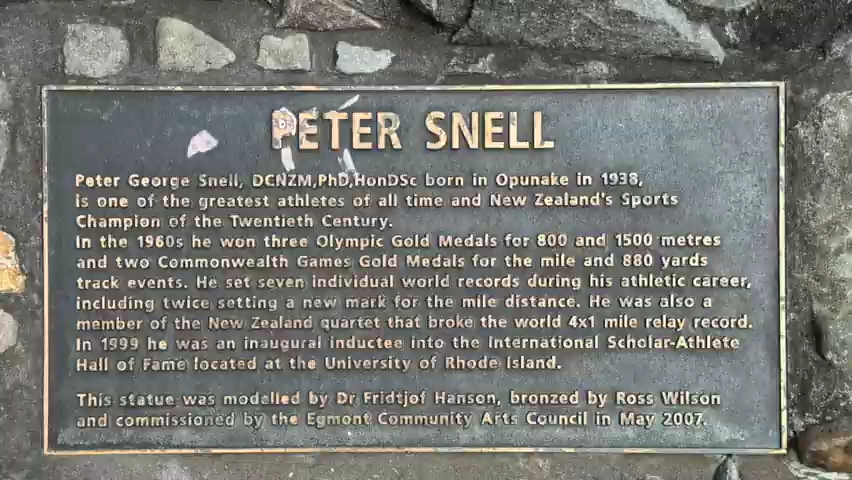 PETER SNELL
Peter George Snell, DCNZM,PhD,HonDSc born in Opunake in 1938,
is one of the greatest athletes of all time and New Zealand's Sports
Champion of the Twentieth Century.
In the 1960s he won three Olympic Gold Medals for 800 and 1500 metres
and two Commonwealth Games Gold Medals for the mile and 880 yards
track events. He set seven individual world records during his athletic career,
including twice setting a new mark for the mile distance. He was also a
member of the New Zealand quartet that broke the world 4x1 mile relay record.
In 1999 he was an inaugural inductee into the International Scholar-Athlete
Hall of Fame located at the University of Rhode Island.
This statue was modelled by Dr Fridtjof Hanson, bronzed by Ross Wilson
and commissioned by the Egmont Community Arts Council in May 2007.